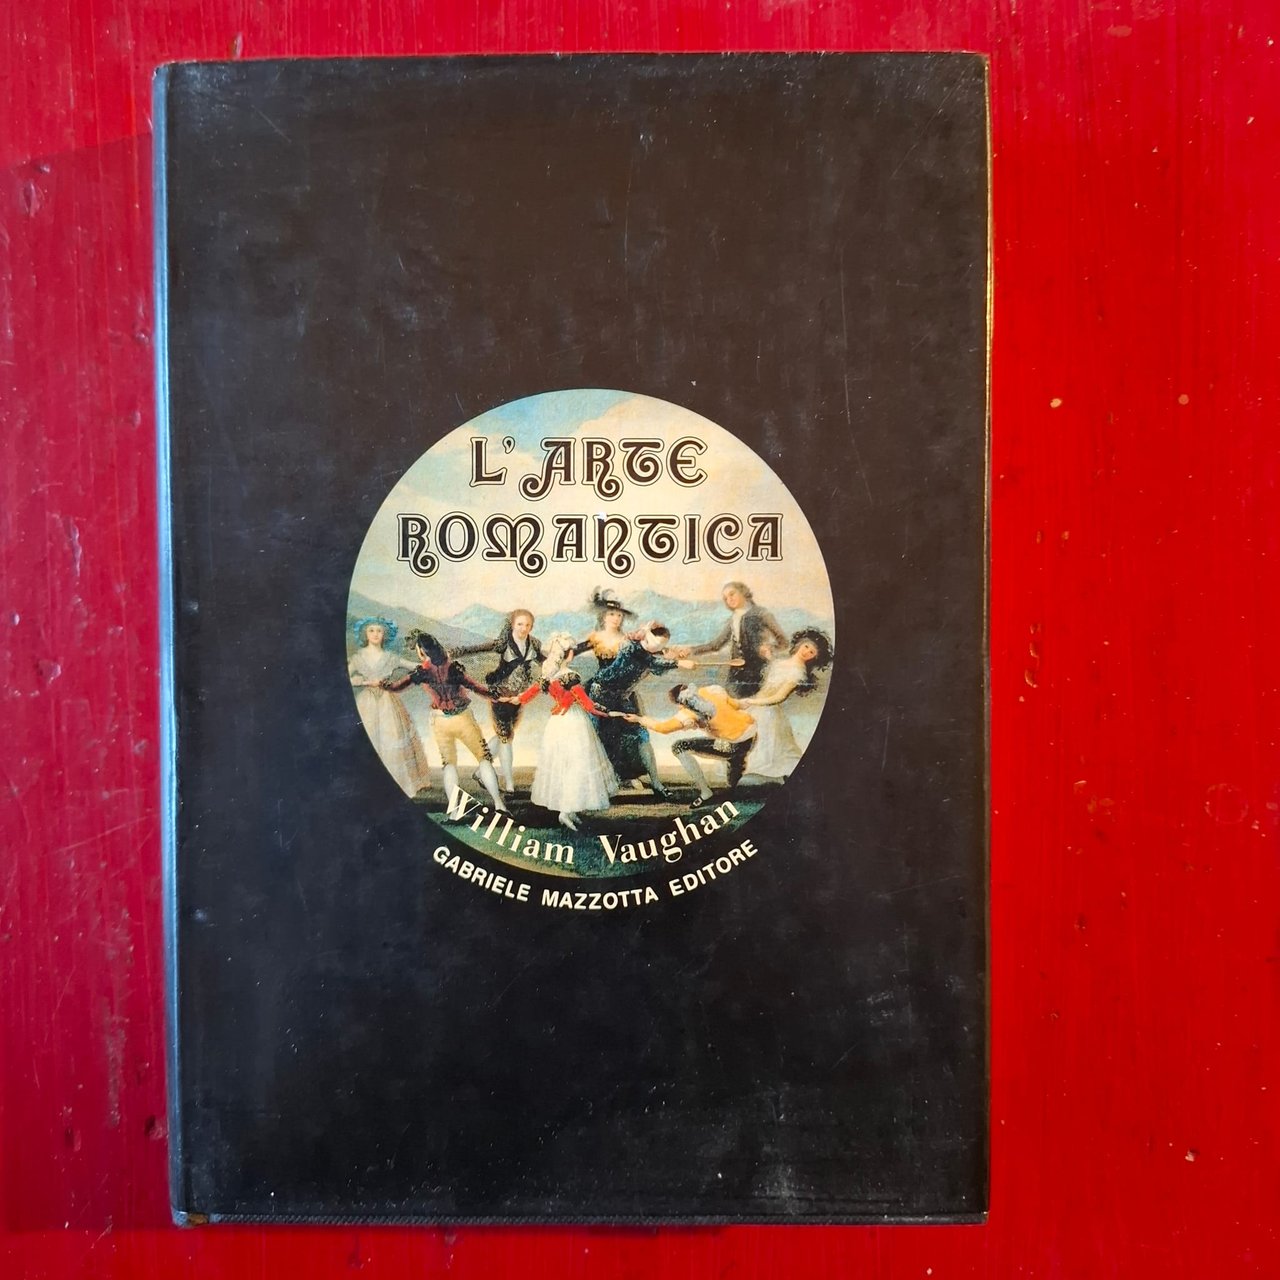 L'ARTE
ROMANTICA
William Vaughan
GABRIELE MAZZOTTA EDITORE